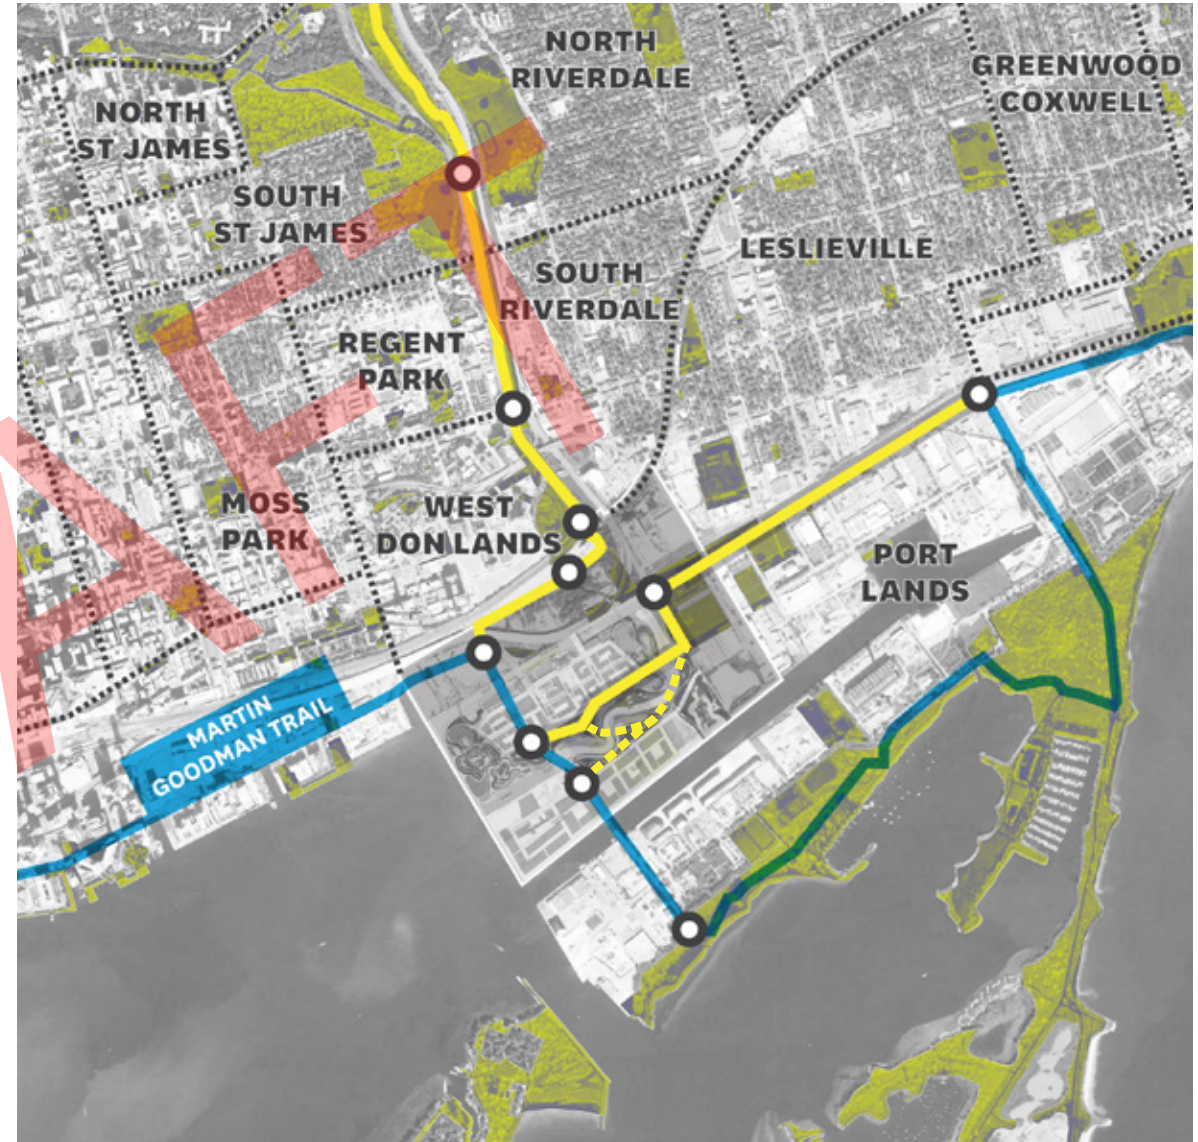 NORTH
RIVERDALE
GREENWOOD
COXWELL
NORTH
ST JAMES
SOUTH
ST JAMES
LESLIEVILLE
SOUTH
RIVERDALE
REGENT
PARK
MOSS
PARK
WEST
DON LANDS
PORT
LANDS
MARTIN
GOODMAN TRAIL